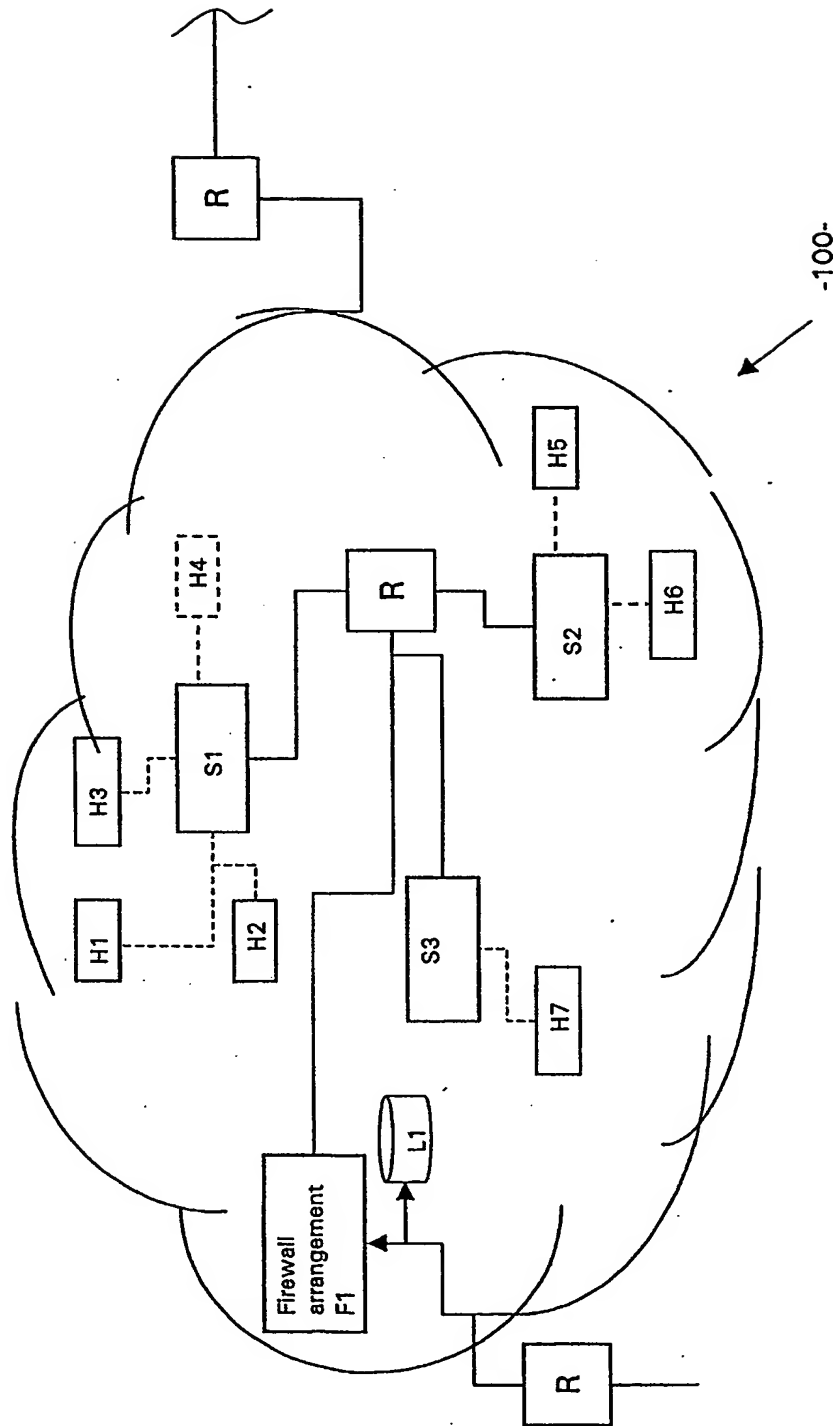 R
H3
H4
H1
S1
H2
R
H5
S2
H6
S3
H7
L1
Firewall
arrangement
F1
R
-100-